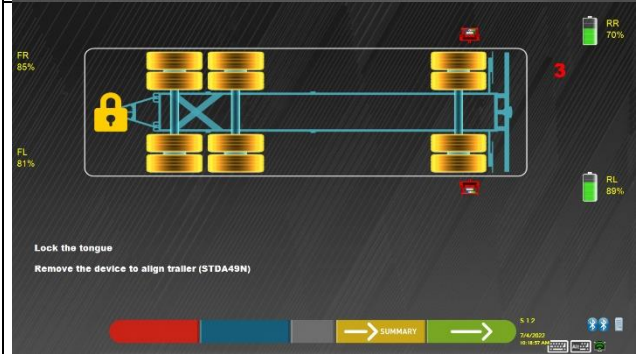 FR
85%
RR
70%
3
FL
81%
RL
89%
Lock the tongue
Remove the device to align trailer (STDA49N)
SUMMARY
S 1.2
7/4/2022